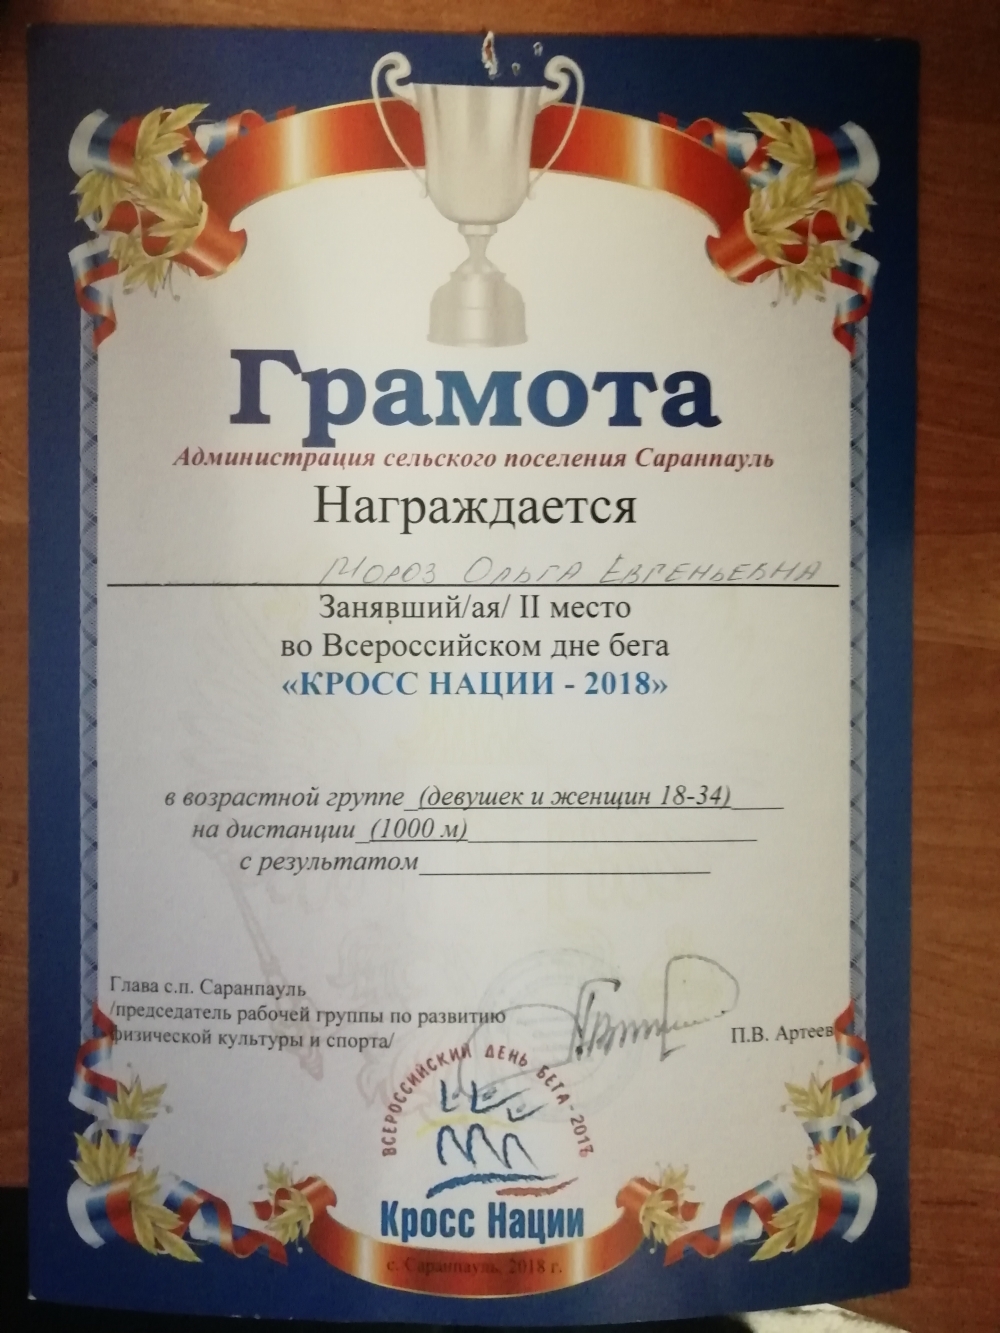 Грамота
Администрация сельского поселения Саранпауль
Награждается
Мороз Ольга Евгеньевна
Занявший/ая/ II место
во Всероссийском дне бега
«КРОСС НАЦИИ - 2018»
в возрастной группе (девушек и женщин 18-34)
на дистанции (1000 м)
с результатом
Глава с.п. Саранпауль
/председатель рабочей группы по развитию
физической культуры и спорта/
П.В. Артеев
ВСЕРОССИЙСКИЙ ДЕНЬ БЕГА-2018
Кросс Нации
с. Саранпауль, 2018 г.